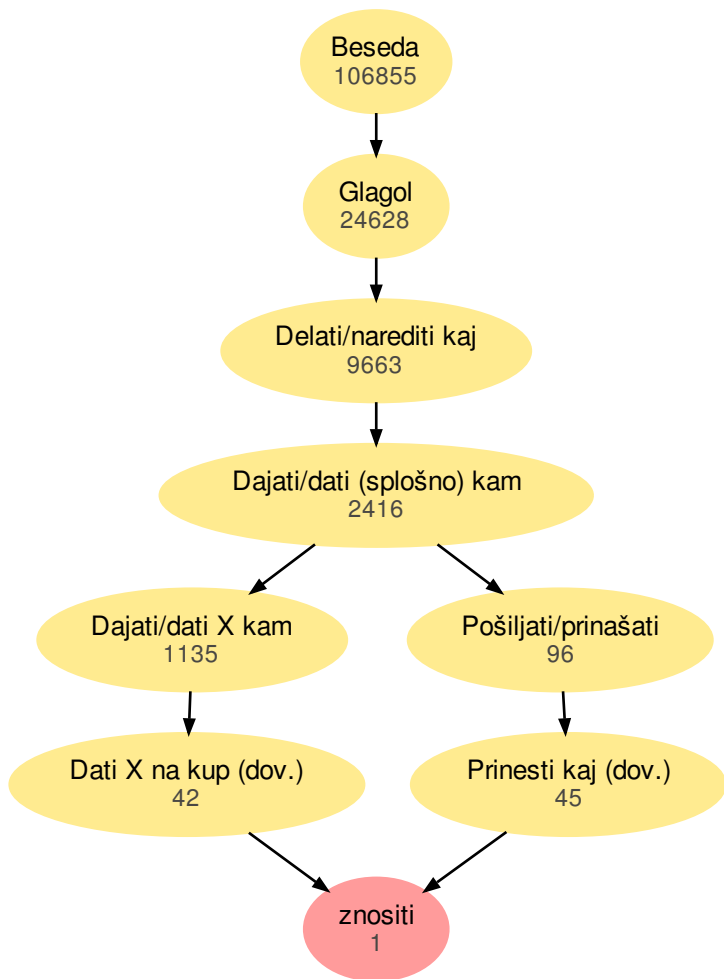 Beseda
106855
Glagol
24628
Delati/narediti kaj
9663
Dajati/dati (splošno) kam
2416
Dajati/dati X kam
1135
Pošiljati/prinašati
96
Dati X na kup (dov.)
42
Prinesti kaj (dov.)
45
znositi
1